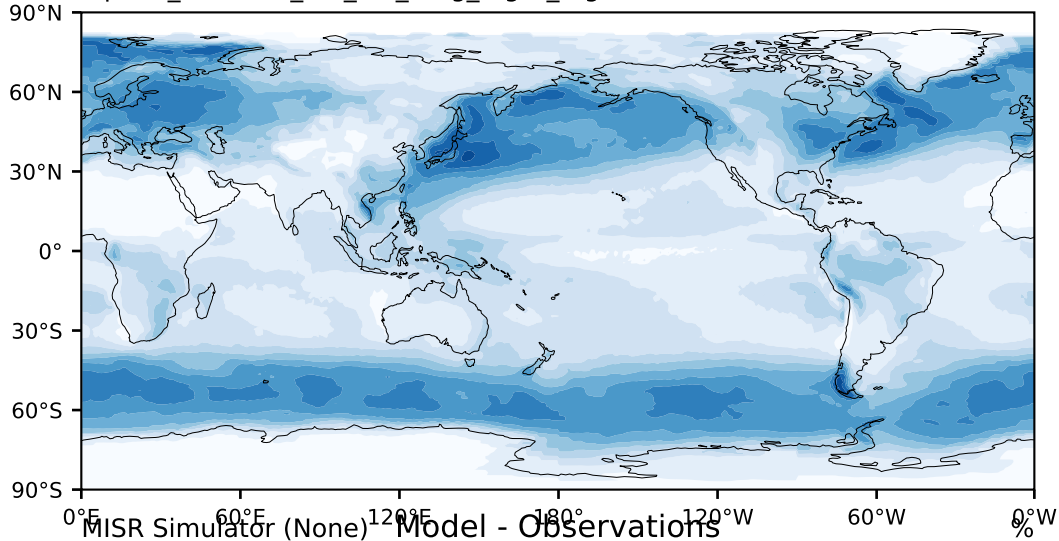 90°N
60°N
30°N
0°
30°S
60°S
90°S
0°E 60°E 120°E 180° 120°W 60°W 0°W
MISR Simulator (None) Model - Observations %